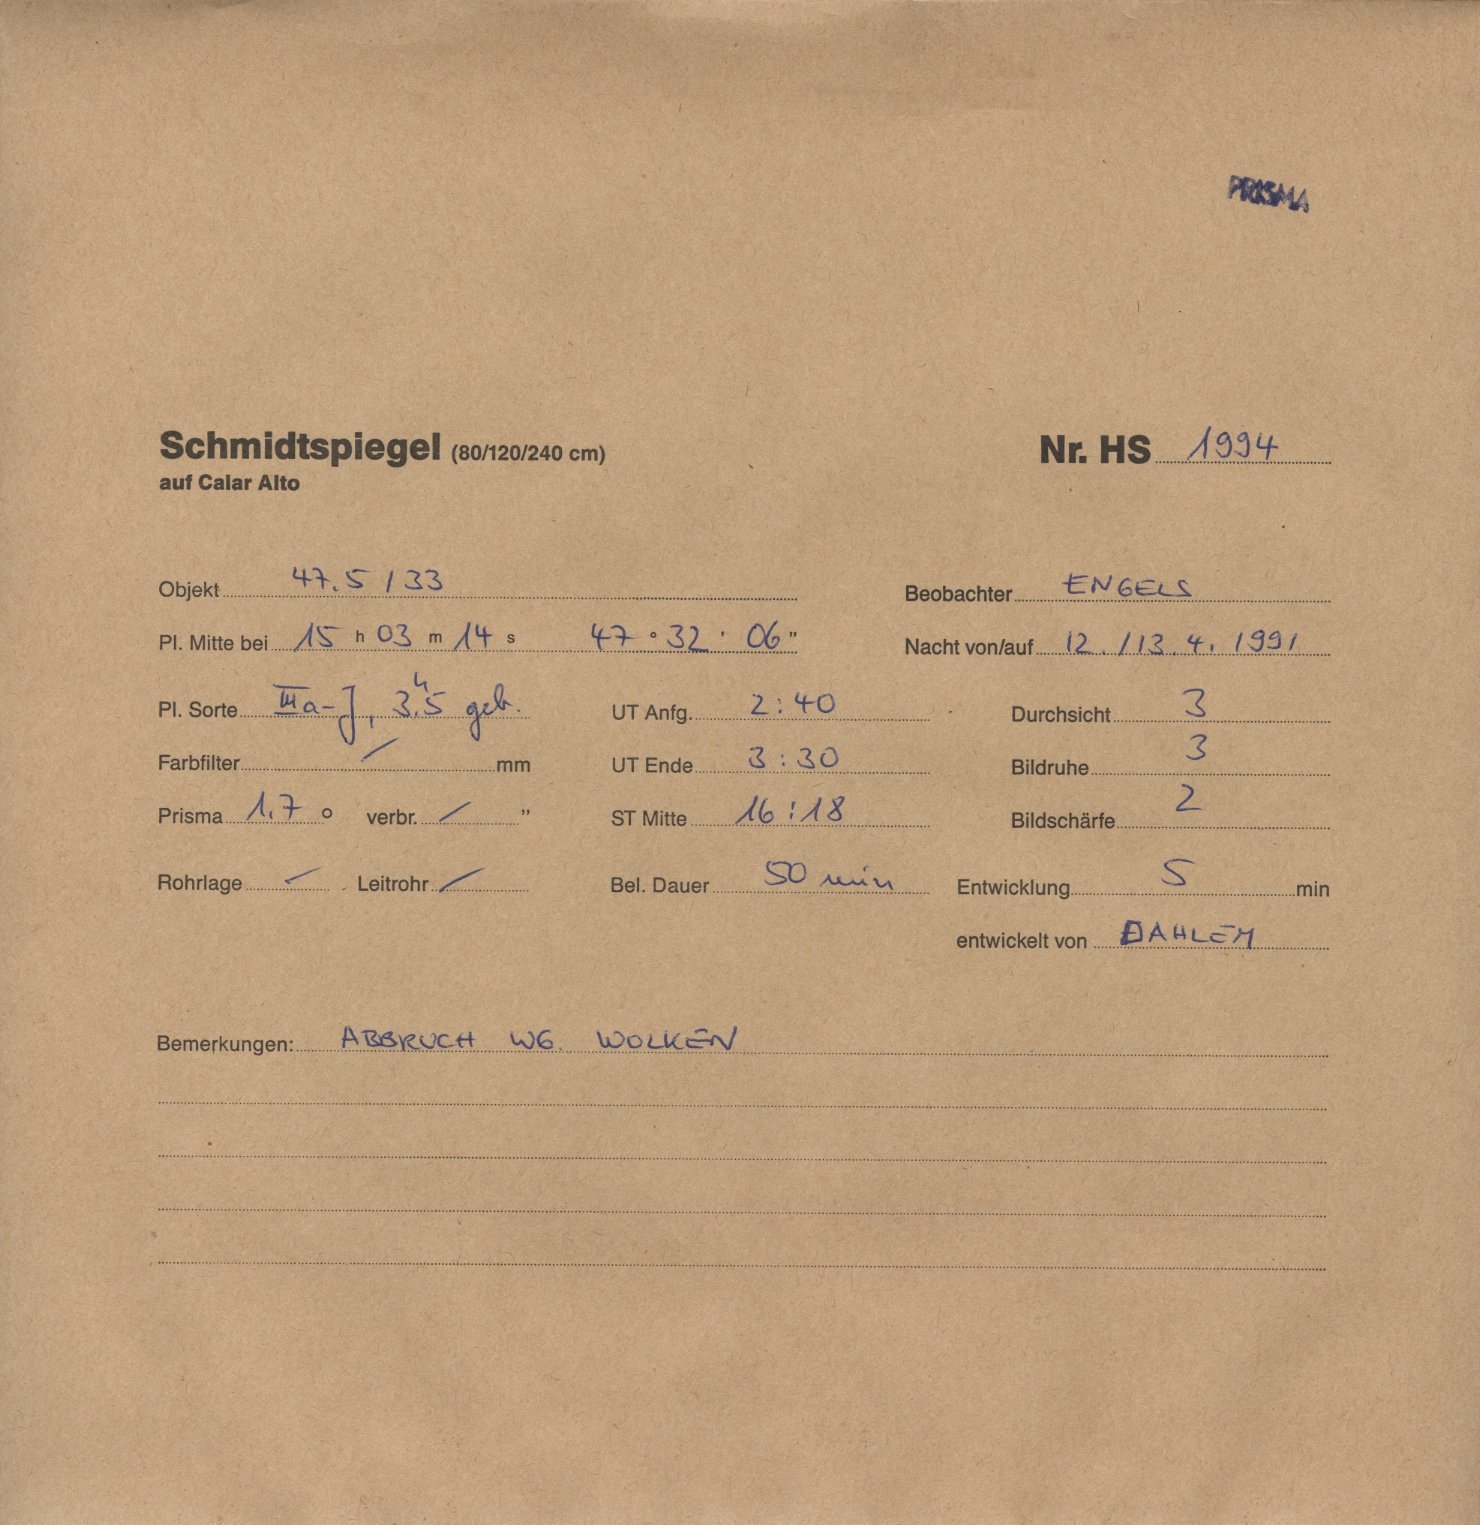 PRISMA
Schmidtspiegel (80/120/240 cm) Nr. HS 1994
auf Calar Alto
Objekt 47.5 / 33 Beobachter ENGELS
Pl. Mitte bei 15 h 03 m 14 s 47 ° 32 ' 06 " Nacht von/auf 12. / 13. 4. 1991
Pl. Sorte IIIa-J, 3.ʰ5 geb. UT Anfg. 2:40 Durchsicht 3
Farbfilter / mm UT Ende 3:30 Bildruhe 3
Prisma 1.7 ° verbr. / " ST Mitte 16:18 Bildschärfe 2
Rohrlage / Leitrohr / Bel. Dauer 50 min Entwicklung 5 min
entwickelt von DAHLEM
Bemerkungen: ABBRUCH WG. WOLKEN